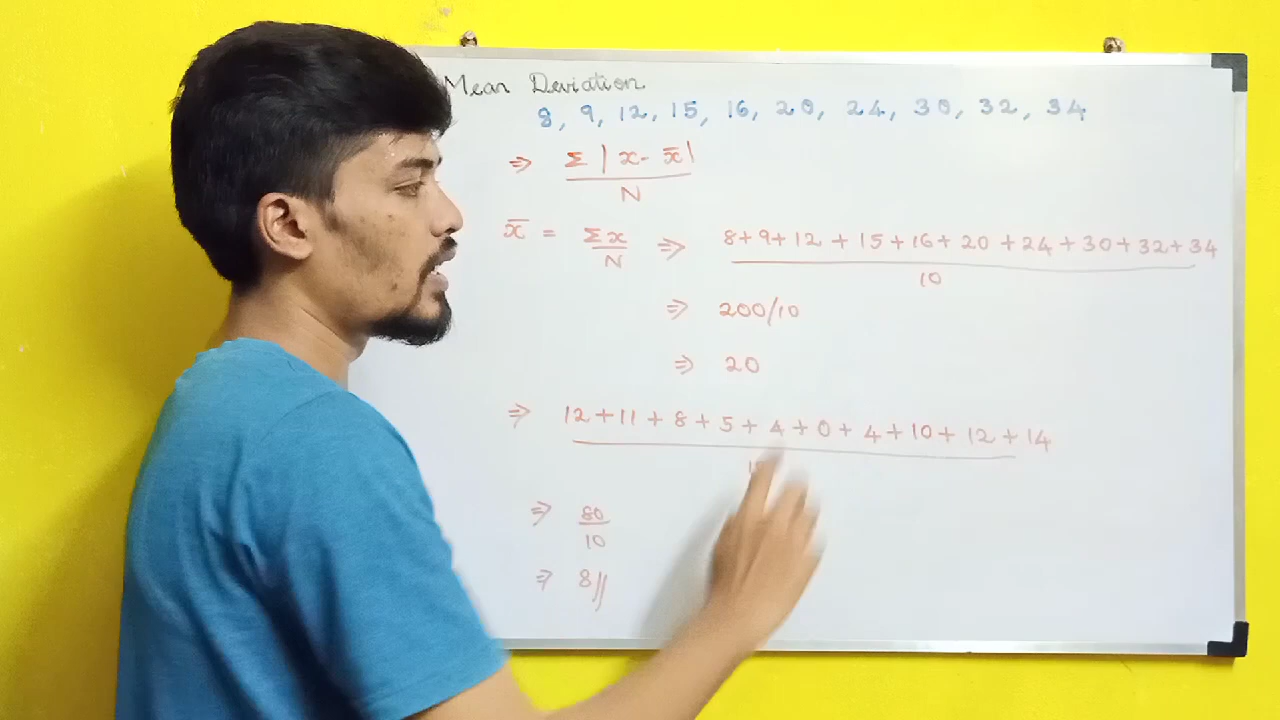 Mean Deviation
8, 9, 12, 15, 16, 20, 24, 30, 32, 34
⇒ Σ | x - x̄ |
N
x̄ = Σx ⇒ 8+9+12+15+16+20+24+30+32+34
N 10
⇒ 200/10
⇒ 20
⇒ 12+11+8+5+4+0+4+10+12+14
⇒ 80
10
⇒ 8//